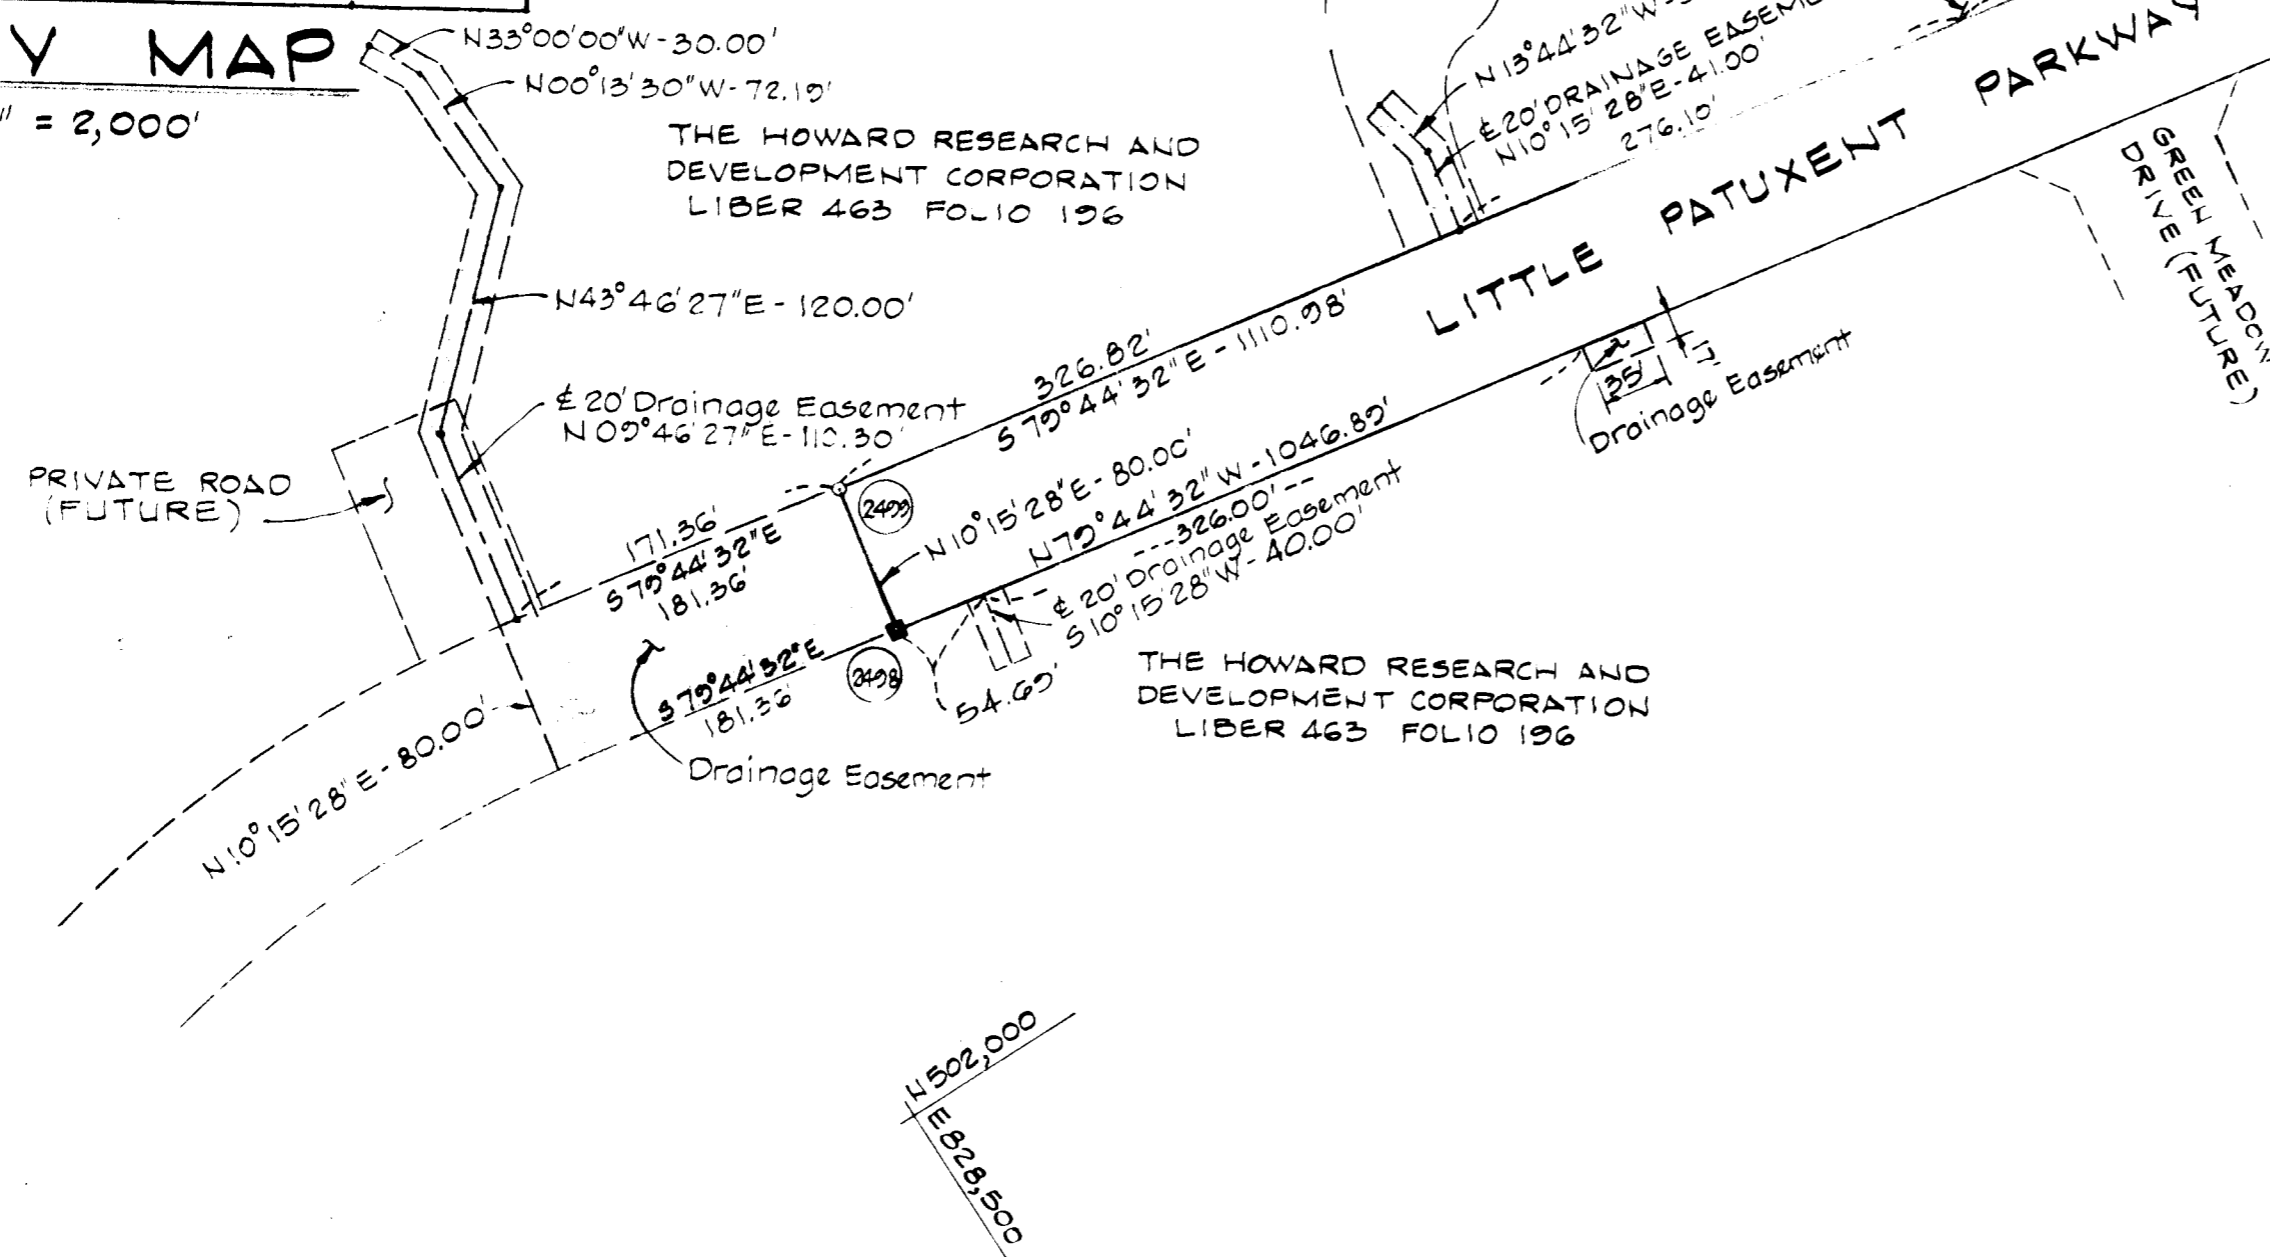 Y MAP
" = 2,000'
N33°00'00"W-30.00'
N00°13'30"W-72.19'
THE HOWARD RESEARCH AND
DEVELOPMENT CORPORATION
LIBER 463 FOLIO 196
N43°46'27"E-120.00'
₵ 20' Drainage Easement
N09°46'27"E-110.30'
PRIVATE ROAD
(FUTURE)
N13°44'32"W-
₵ 20' DRAINAGE EASEME
N10°15'28"E-41.00'
276.10'
LITTLE PATUXENT PARKWAY
GREEN MEADOW
DRIVE (FUTURE)
326.82'
S79°44'32"E-1110.98'
N10°15'28"E-80.00'
N79°44'32"W-1046.89'
326.00'
₵ 20' Drainage Easement
S10°15'28"W-40.00'
54.69'
17'
35'
Drainage Easement
171.36'
S79°44'32"E
181.36'
2499
2498
S79°44'32"E
181.36'
Drainage Easement
N10°15'28"E-80.00'
THE HOWARD RESEARCH AND
DEVELOPMENT CORPORATION
LIBER 463 FOLIO 196
N502,000
E828,500